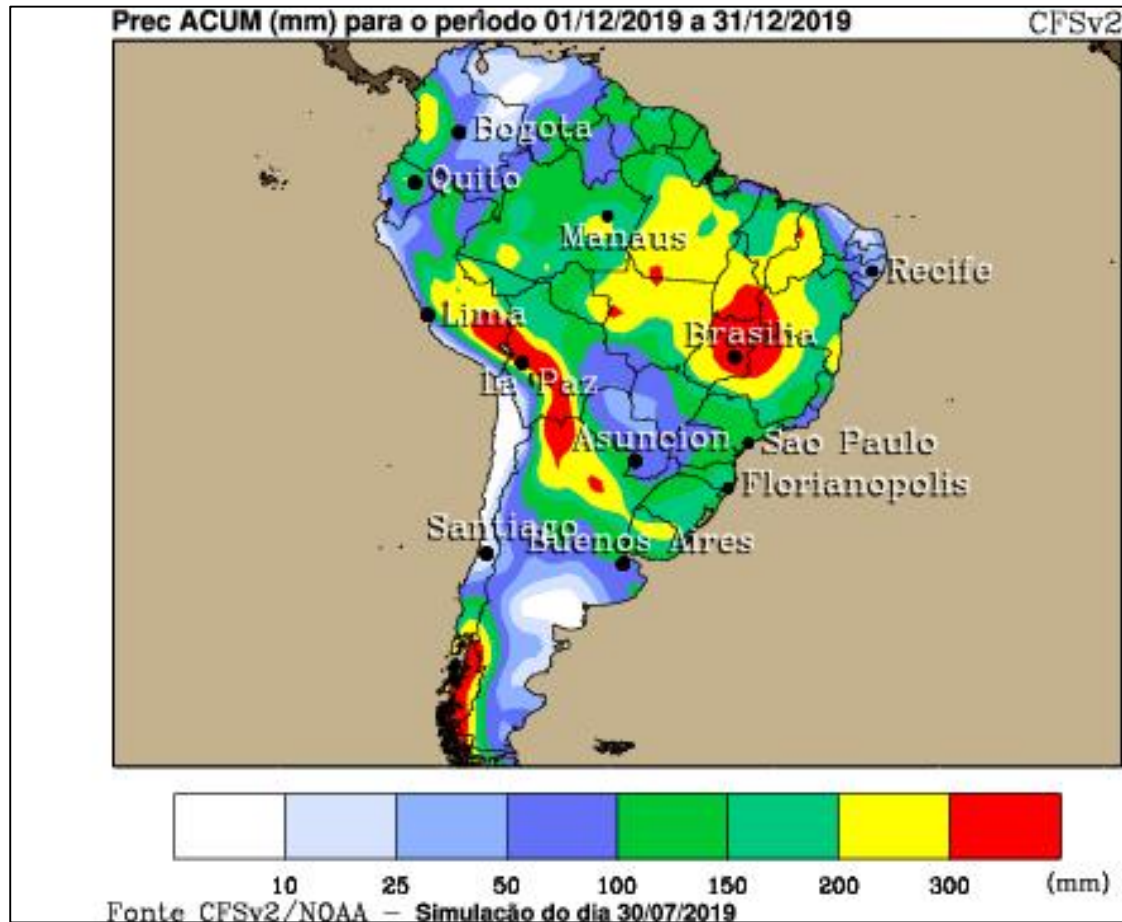 Prec ACUM (mm) para o período 01/12/2019 a 31/12/2019 CFSv2
Bogota
Quito
Manaus
Recife
Lima
Brasilia
La Paz
Asuncion
Sao Paulo
Florianopolis
Santiago
Buenos Aires
10 25 50 100 150 200 300 (mm)
Fonte CFSv2/NOAA – Simulação do dia 30/07/2019